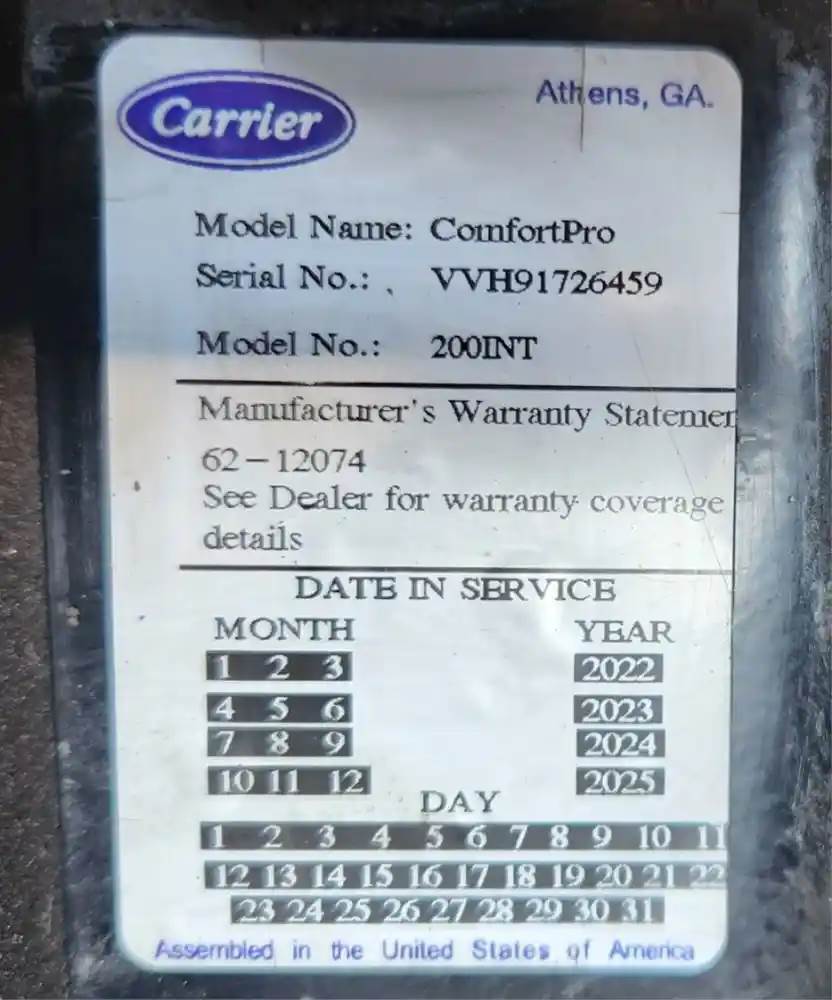 Carrier
Athens, GA.
Model Name: ComfortPro
Serial No.: VVH91726459
Model No.: 200INT
Manufacturer's Warranty Statemen
62-12074
See Dealer for warranty coverage
details
DATE IN SERVICE
MONTH YEAR
1 2 3 2022
4 5 6 2023
7 8 9 2024
10 11 12 2025
DAY
1 2 3 4 5 6 7 8 9 10 11
12 13 14 15 16 17 18 19 20 21 22
23 24 25 26 27 28 29 30 31
Assembled in the United States of America